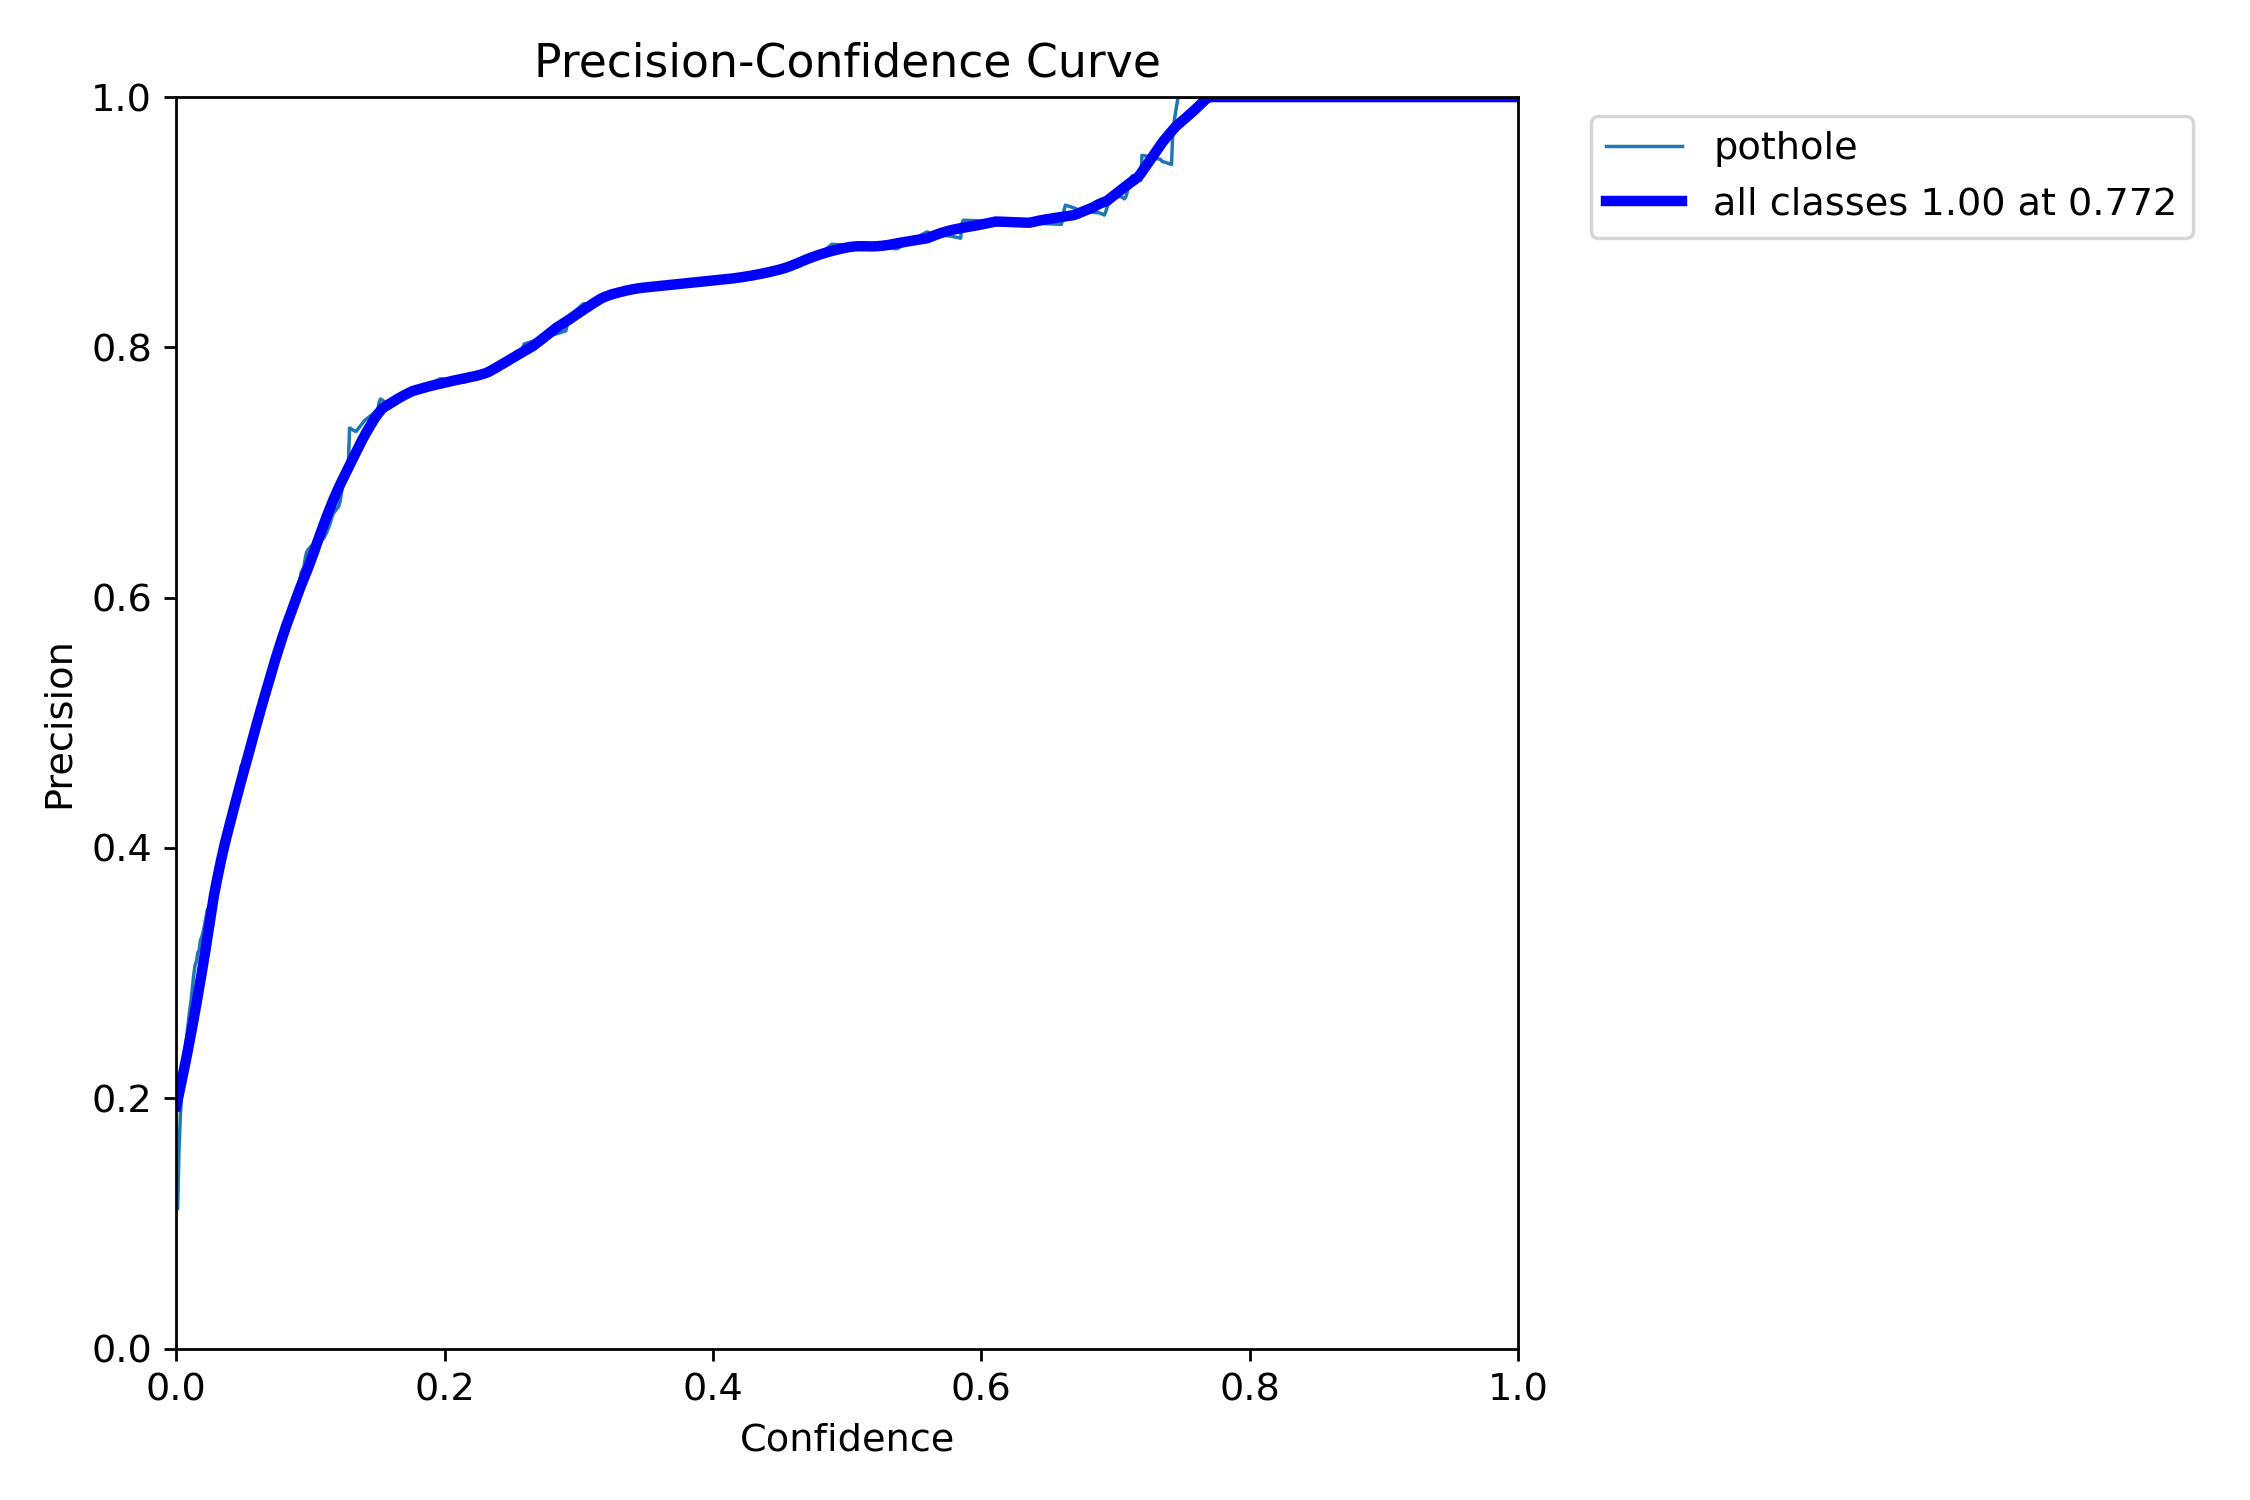 Precision-Confidence Curve
1.0
0.8
0.6
0.4
0.2
0.0
Precision
0.0 0.2 0.4 0.6 0.8 1.0
Confidence
pothole
all classes 1.00 at 0.772